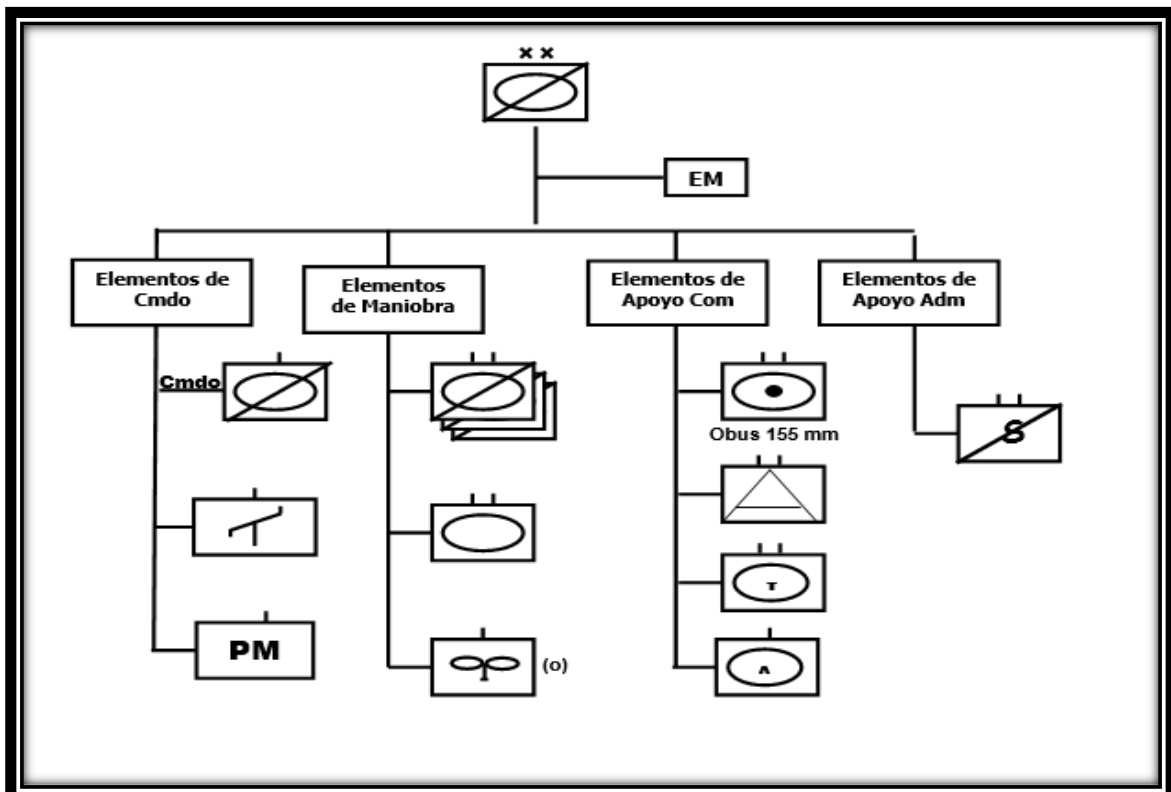 × ×
EM
Elementos de
Cmdo
Elementos
de Maniobra
Elementos de
Apoyo Com
Elementos de
Apoyo Adm
Cmdo
Obus 155 mm
S
T
PM
(o)
A